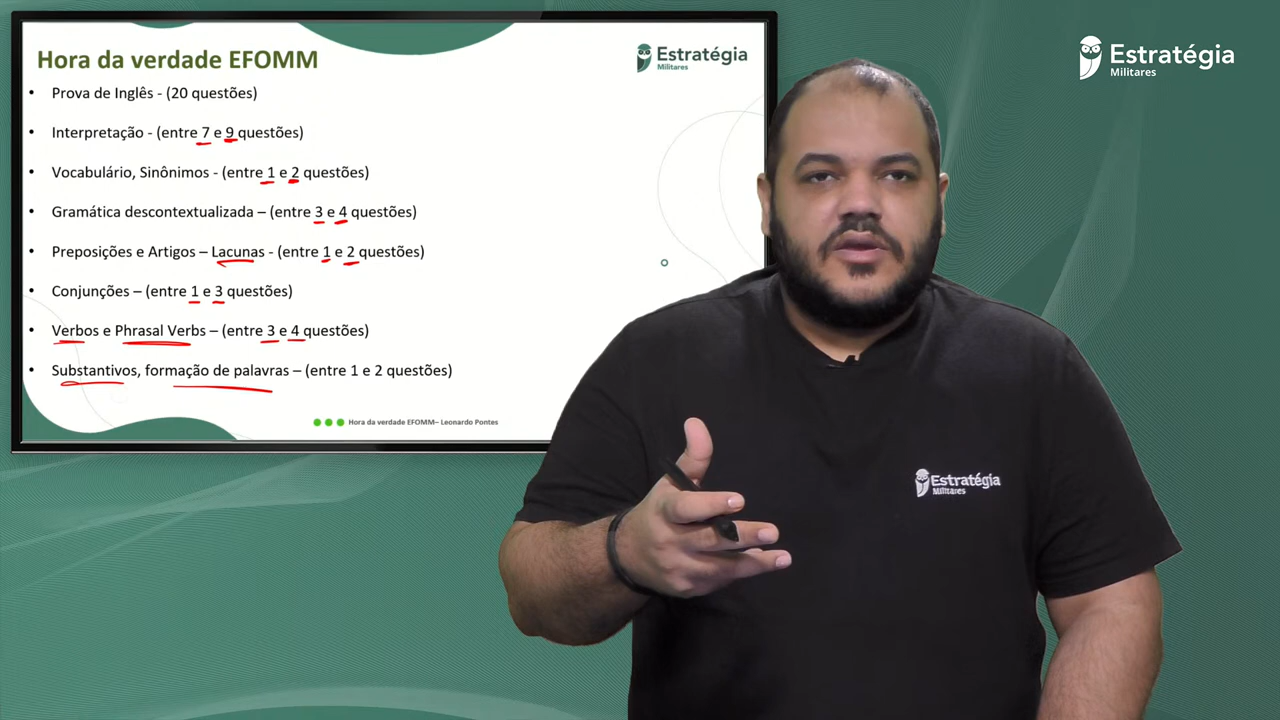 Hora da verdade EFOMM
Estratégia
Militares
Prova de Inglês - (20 questões)
Interpretação - (entre 7 e 9 questões)
Vocabulário, Sinônimos - (entre 1 e 2 questões)
Gramática descontextualizada – (entre 3 e 4 questões)
Preposições e Artigos – Lacunas - (entre 1 e 2 questões)
Conjunções – (entre 1 e 3 questões)
Verbos e Phrasal Verbs – (entre 3 e 4 questões)
Substantivos, formação de palavras – (entre 1 e 2 questões)
Hora da verdade EFOMM– Leonardo Pontes
Estratégia
Militares
Estratégia
Militares